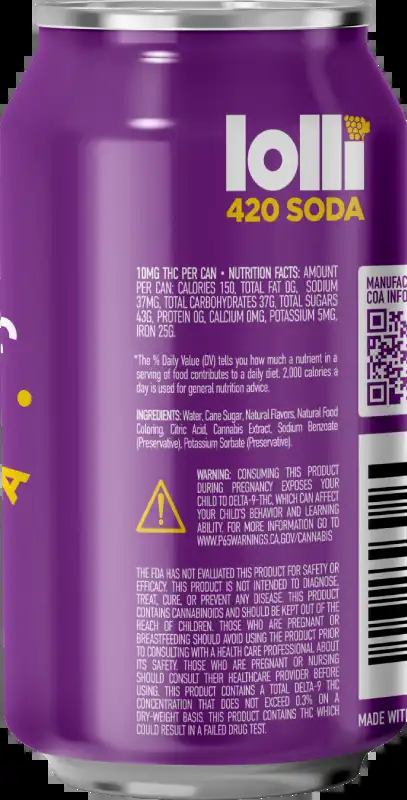 lolli
420 SODA
10MG THC PER CAN • NUTRITION FACTS: AMOUNT
PER CAN: CALORIES 150, TOTAL FAT 0G, SODIUM
37MG, TOTAL CARBOHYDRATES 37G, TOTAL SUGARS
43G, PROTEIN 0G, CALCIUM 0MG, POTASSIUM 5MG,
IRON 25G.
*The % Daily Value (DV) tells you how much a nutrient in a
serving of food contributes to a daily diet. 2,000 calories a
day is used for general nutrition advice.
INGREDIENTS: Water, Cane Sugar, Natural Flavors, Natural Food
Coloring, Citric Acid, Cannabis Extract, Sodium Benzoate
(Preservative), Potassium Sorbate (Preservative).
WARNING: CONSUMING THIS PRODUCT
DURING PREGNANCY EXPOSES YOUR
CHILD TO DELTA-9-THC, WHICH CAN AFFECT
YOUR CHILD'S BEHAVIOR AND LEARNING
ABILITY. FOR MORE INFORMATION GO TO
WWW.P65WARNINGS.CA.GOV/CANNABIS
THE FDA HAS NOT EVALUATED THIS PRODUCT FOR SAFETY OR
EFFICACY. THIS PRODUCT IS NOT INTENDED TO DIAGNOSE,
TREAT, CURE, OR PREVENT ANY DISEASE. THIS PRODUCT
CONTAINS CANNABINOIDS AND SHOULD BE KEPT OUT OF THE
REACH OF CHILDREN. THOSE WHO ARE PREGNANT OR
BREASTFEEDING SHOULD AVOID USING THE PRODUCT PRIOR
TO CONSULTING WITH A HEALTH CARE PROFESSIONAL ABOUT
ITS SAFETY. THOSE WHO ARE PREGNANT OR NURSING
SHOULD CONSULT THEIR HEALTHCARE PROVIDER BEFORE
USING. THIS PRODUCT CONTAINS A TOTAL DELTA-9 THC
CONCENTRATION THAT DOES NOT EXCEED 0.3% ON A
DRY-WEIGHT BASIS. THIS PRODUCT CONTAINS THC WHICH
COULD RESULT IN A FAILED DRUG TEST.
MANUFAC
COA INFO
MADE WITH
A